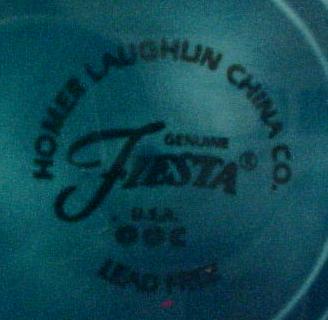 HOMER LAUGHLIN CHINA CO.
GENUINE
FIESTA®
U.S.A.
LEAD FREE